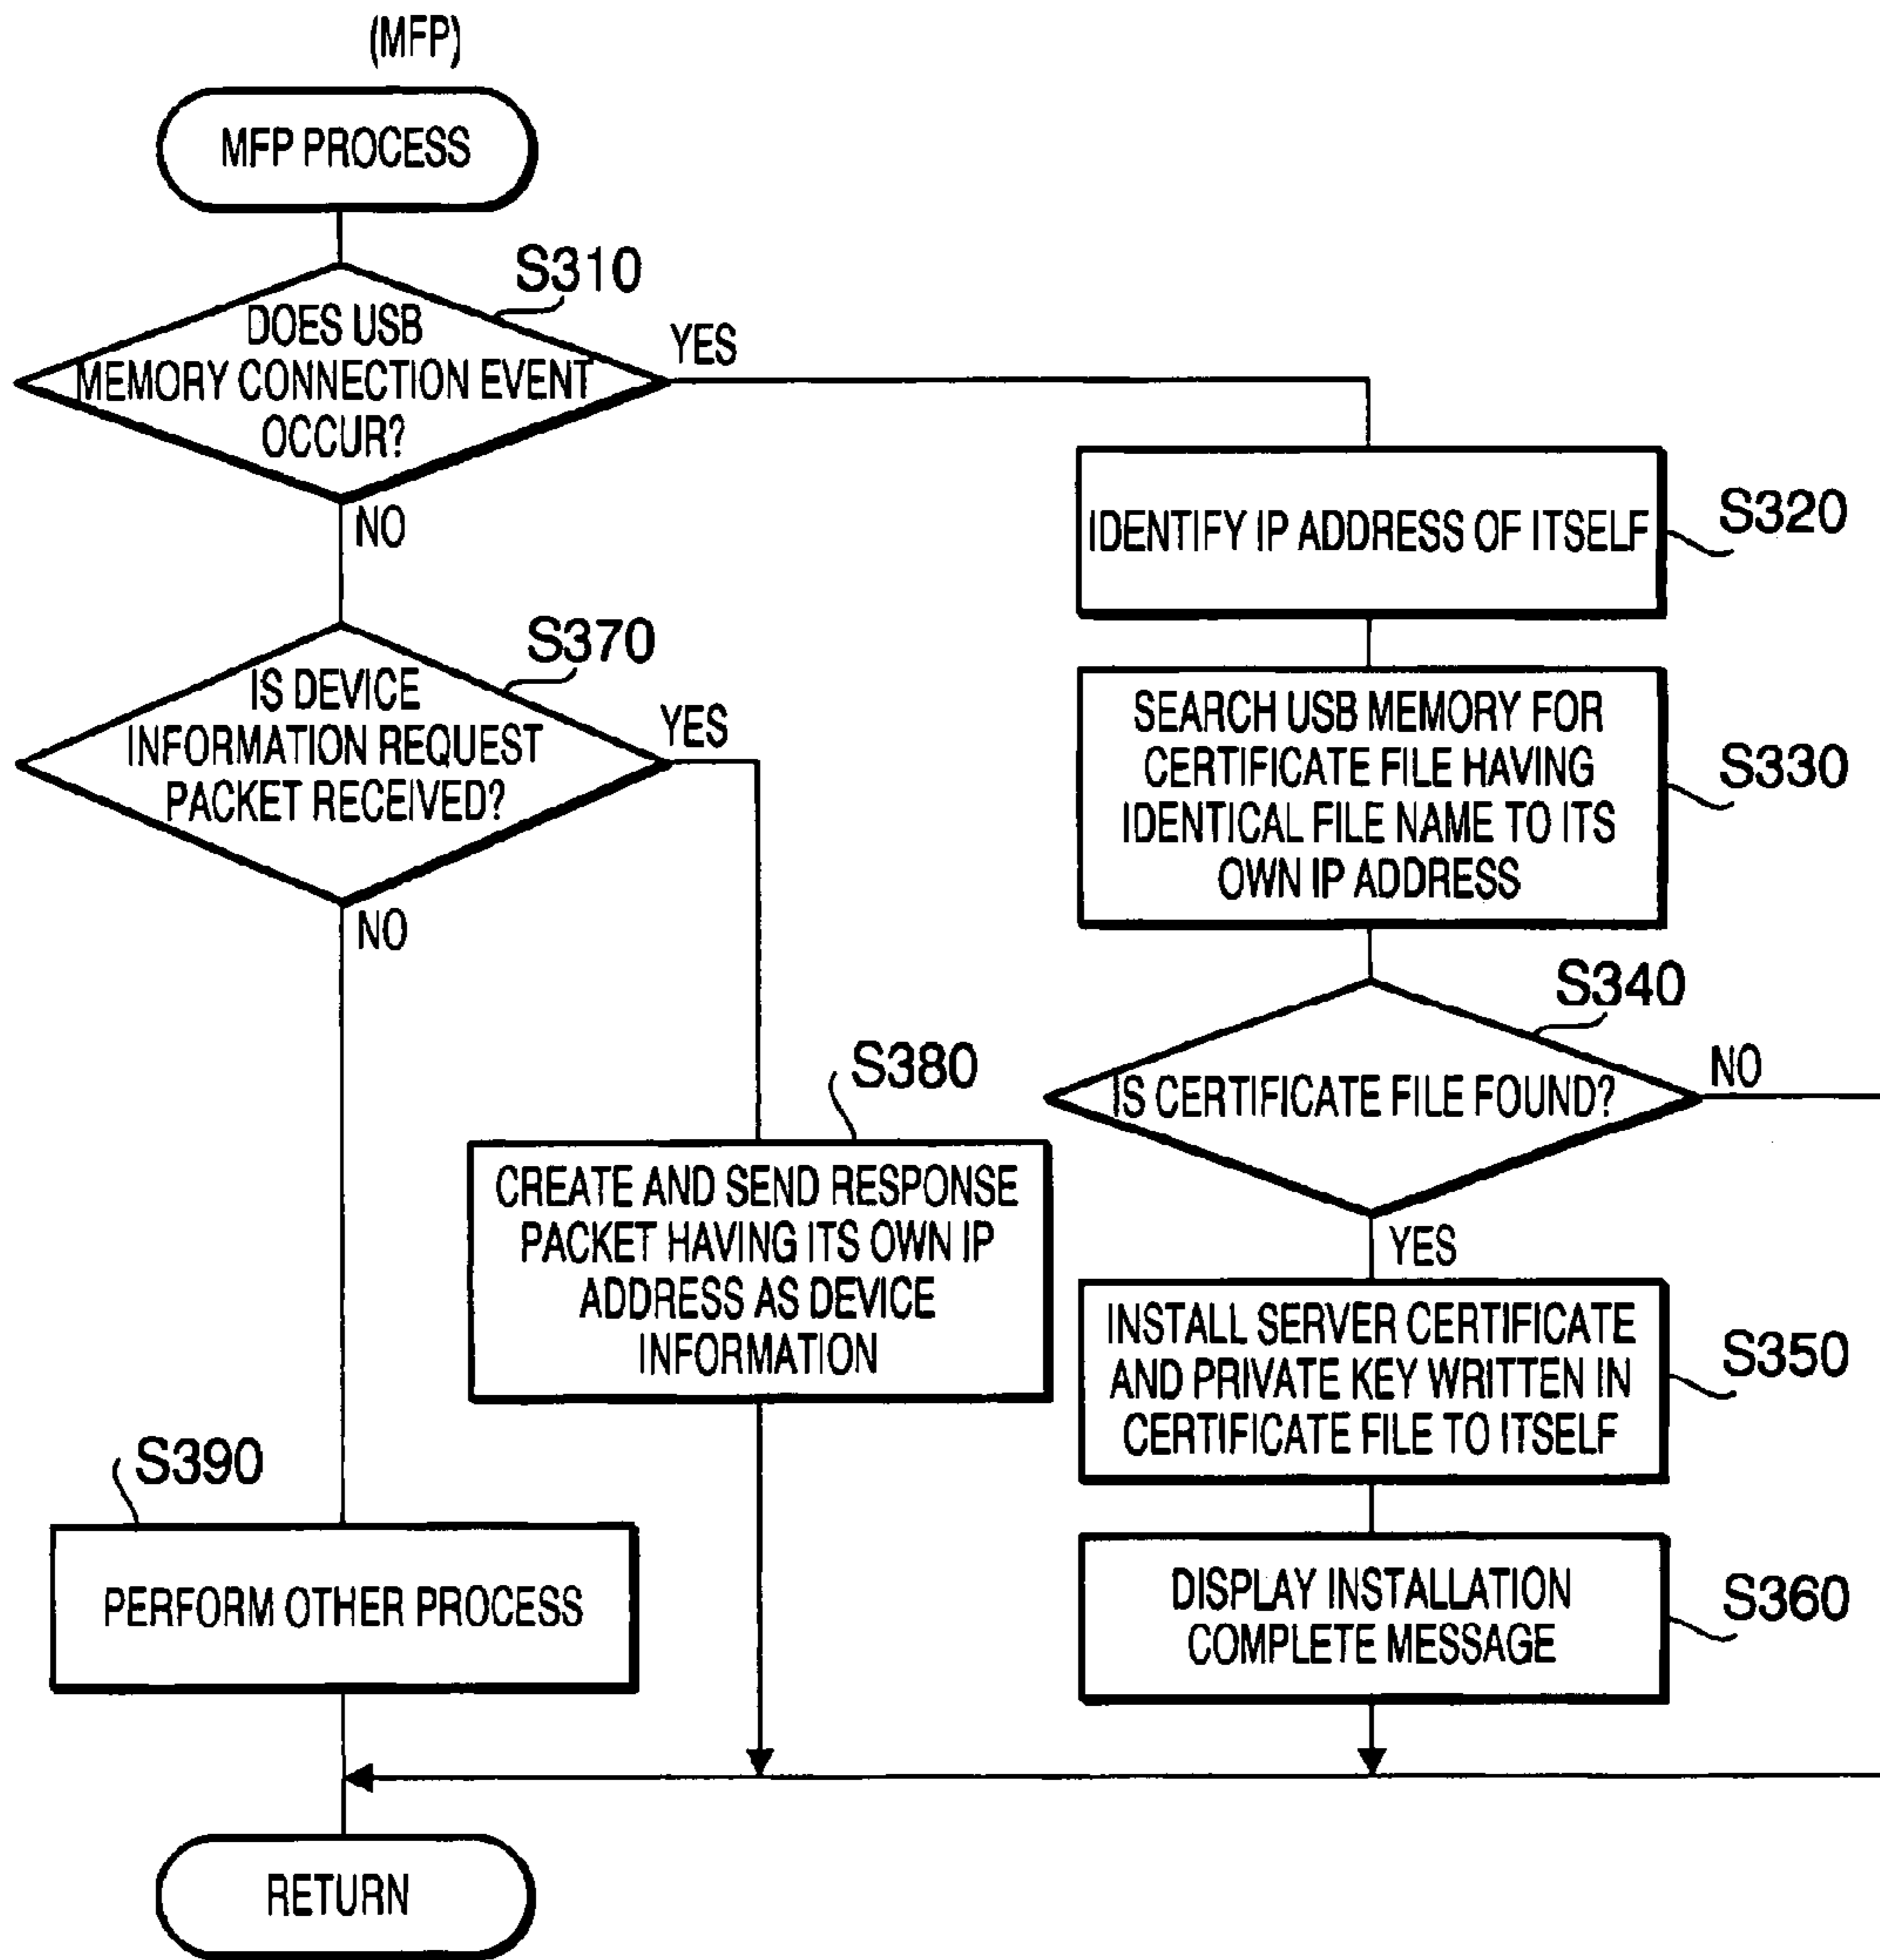 (MFP)
MFP PROCESS
S310
DOES USB
MEMORY CONNECTION EVENT
OCCUR?
YES
NO
IDENTIFY IP ADDRESS OF ITSELF
S320
S370
IS DEVICE
INFORMATION REQUEST
PACKET RECEIVED?
YES
NO
SEARCH USB MEMORY FOR
CERTIFICATE FILE HAVING
IDENTICAL FILE NAME TO ITS
OWN IP ADDRESS
S330
S340
IS CERTIFICATE FILE FOUND?
NO
YES
S380
CREATE AND SEND RESPONSE
PACKET HAVING ITS OWN IP
ADDRESS AS DEVICE
INFORMATION
INSTALL SERVER CERTIFICATE
AND PRIVATE KEY WRITTEN IN
CERTIFICATE FILE TO ITSELF
S350
S390
PERFORM OTHER PROCESS
DISPLAY INSTALLATION
COMPLETE MESSAGE
S360
RETURN